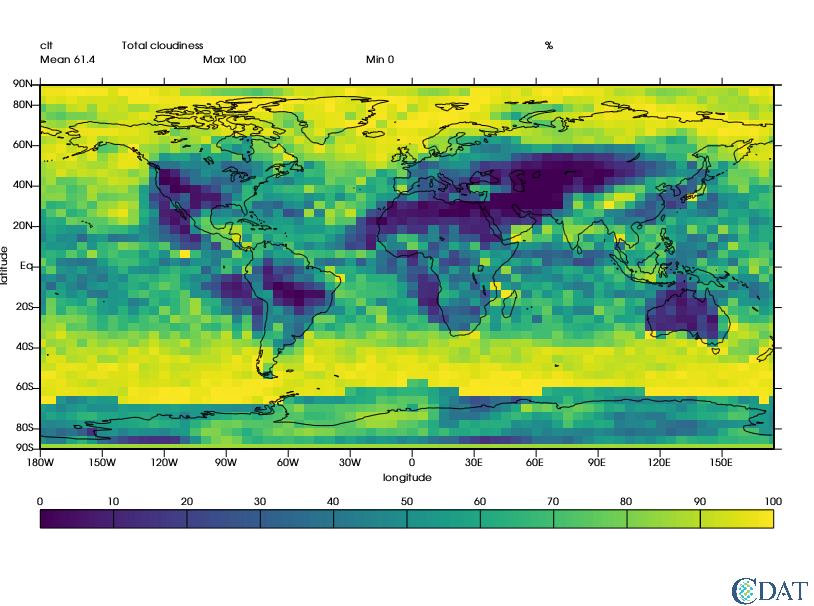 clt Total cloudiness %
Mean 61.4 Max 100 Min 0
90N
80N
60N
40N
20N
Eq
20S
40S
60S
80S
90S
latitude
180W 150W 120W 90W 60W 30W 0 30E 60E 90E 120E 150E
longitude
0 10 20 30 40 50 60 70 80 90 100
CDAT